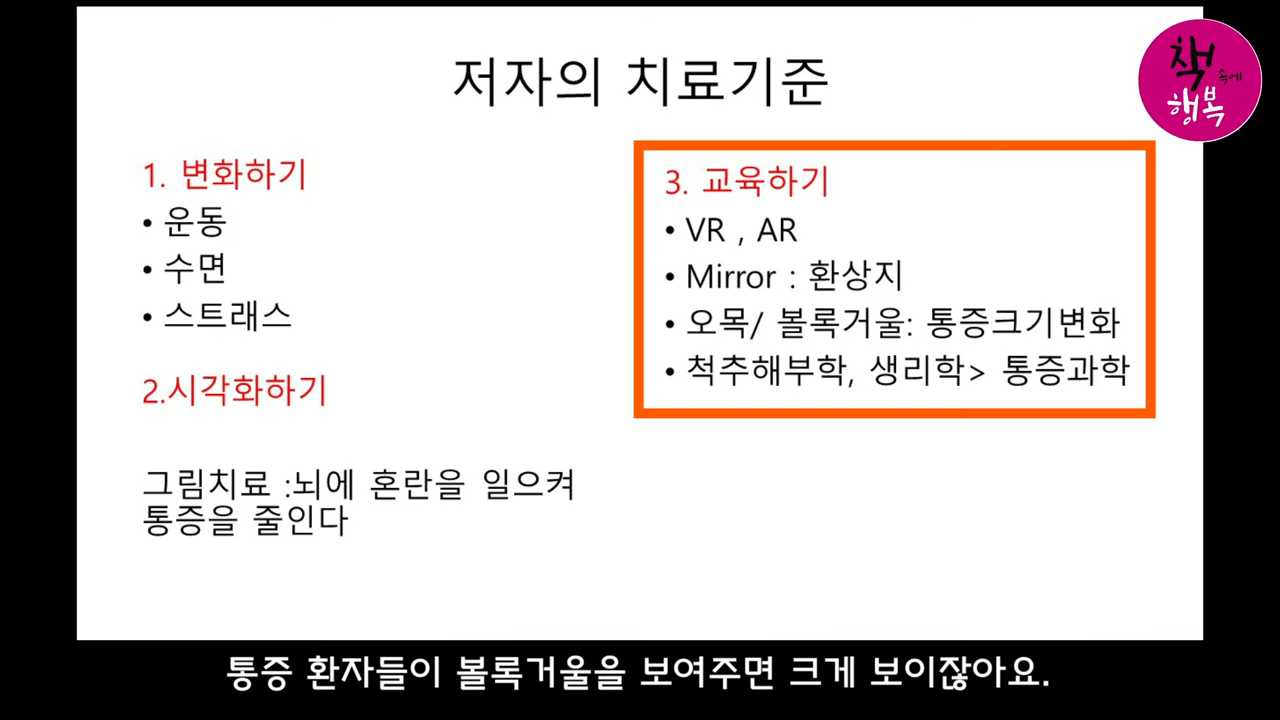 저자의 치료기준
책
속에
행복
1. 변화하기
• 운동
• 수면
• 스트래스
2.시각화하기
그림치료 :뇌에 혼란을 일으켜
통증을 줄인다
3. 교육하기
• VR , AR
• Mirror : 환상지
• 오목/ 볼록거울: 통증크기변화
• 척추해부학, 생리학> 통증과학
통증 환자들이 볼록거울을 보여주면 크게 보이잖아요.